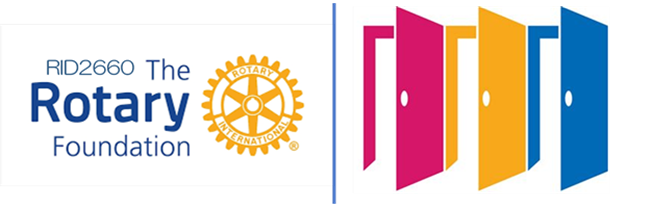 RID2660 The
Rotary
Foundation
ROTARY
INTERNATIONAL
®